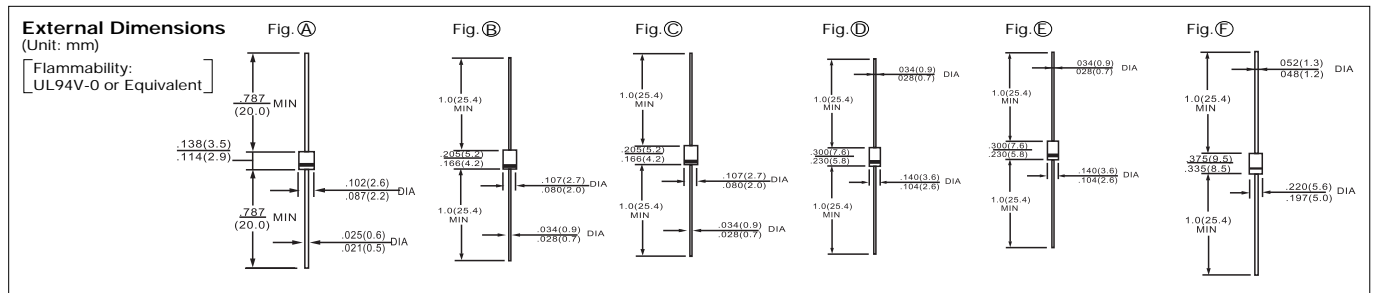 External Dimensions
(Unit: mm)
Flammability:
UL94V-0 or Equivalent
Fig. Ⓐ
.787
(20.0)
MIN
.138(3.5)
.114(2.9)
.102(2.6)
.087(2.2)
DIA
.787
(20.0)
MIN
.025(0.6)
.021(0.5)
DIA
Fig. Ⓑ
1.0(25.4)
MIN
.205(5.2)
.166(4.2)
.107(2.7)
.080(2.0)
DIA
1.0(25.4)
MIN
.034(0.9)
.028(0.7)
DIA
Fig. Ⓒ
1.0(25.4)
MIN
.205(5.2)
.166(4.2)
.107(2.7)
.080(2.0)
DIA
1.0(25.4)
MIN
.034(0.9)
.028(0.7)
DIA
Fig. Ⓓ
034(0.9)
028(0.7)
DIA
1.0(25.4)
MIN
.300(7.6)
.230(5.8)
.140(3.6)
.104(2.6)
DIA
1.0(25.4)
MIN
Fig. Ⓔ
034(0.9)
028(0.7)
DIA
1.0(25.4)
MIN
.300(7.6)
.230(5.8)
.140(3.6)
.104(2.6)
DIA
1.0(25.4)
MIN
Fig. Ⓕ
052(1.3)
048(1.2)
DIA
1.0(25.4)
MIN
.375(9.5)
.335(8.5)
.220(5.6)
.197(5.0)
DIA
1.0(25.4)
MIN